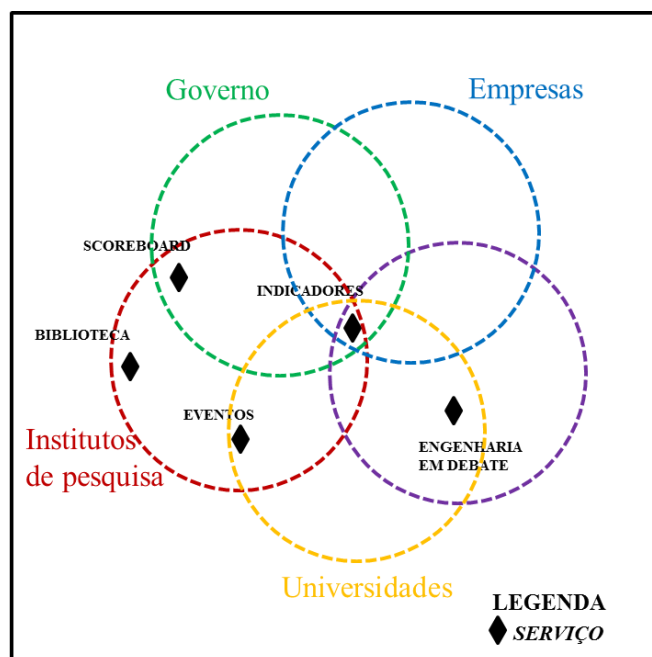 Governo
Empresas
SCOREBOARD
INDICADORES
BIBLIOTECA
EVENTOS
Institutos
de pesquisa
ENGENHARIA
EM DEBATE
Universidades
LEGENDA
SERVIÇO